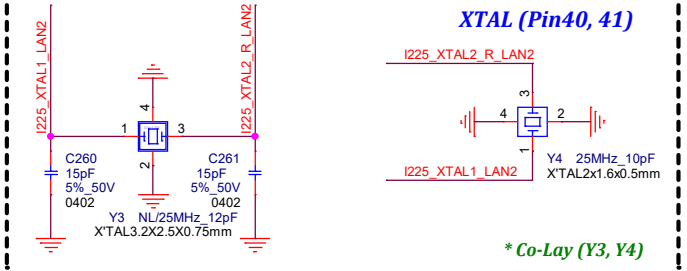 XTAL (Pin40, 41)
I225_XTAL1_LAN2
I225_XTAL2_R_LAN2
4
1
3
2
C260
15pF
5%_50V
0402
C261
15pF
5%_50V
0402
Y3 NL/25MHz_12pF
X'TAL3.2X2.5X0.75mm
I225_XTAL2_R_LAN2
3
4
2
1
Y4 25MHz_10pF
X'TAL2x1.6x0.5mm
I225_XTAL1_LAN2
* Co-Lay (Y3, Y4)